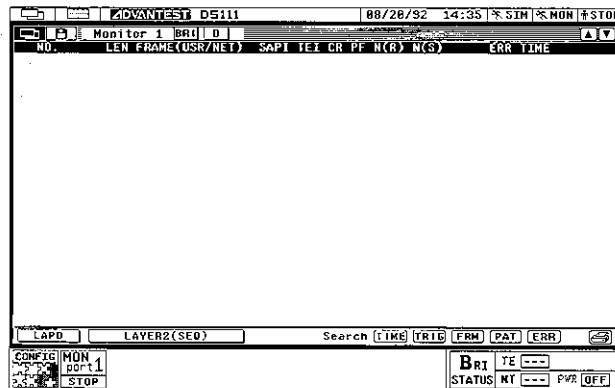 ADVANTEST D5111 08/20/92 14:35 SIM MON STOP
Monitor 1 BRI D
NO. LEN FRAME(USR/NET) SAPI TEI CR PF N(R) N(S) ERR TIME
LAPD LAYER2(SEQ) Search TIME TRIG FRM PAT ERR
CONFIG MON port1 STOP
BRI STATUS TE ---
NT --- PWR OFF